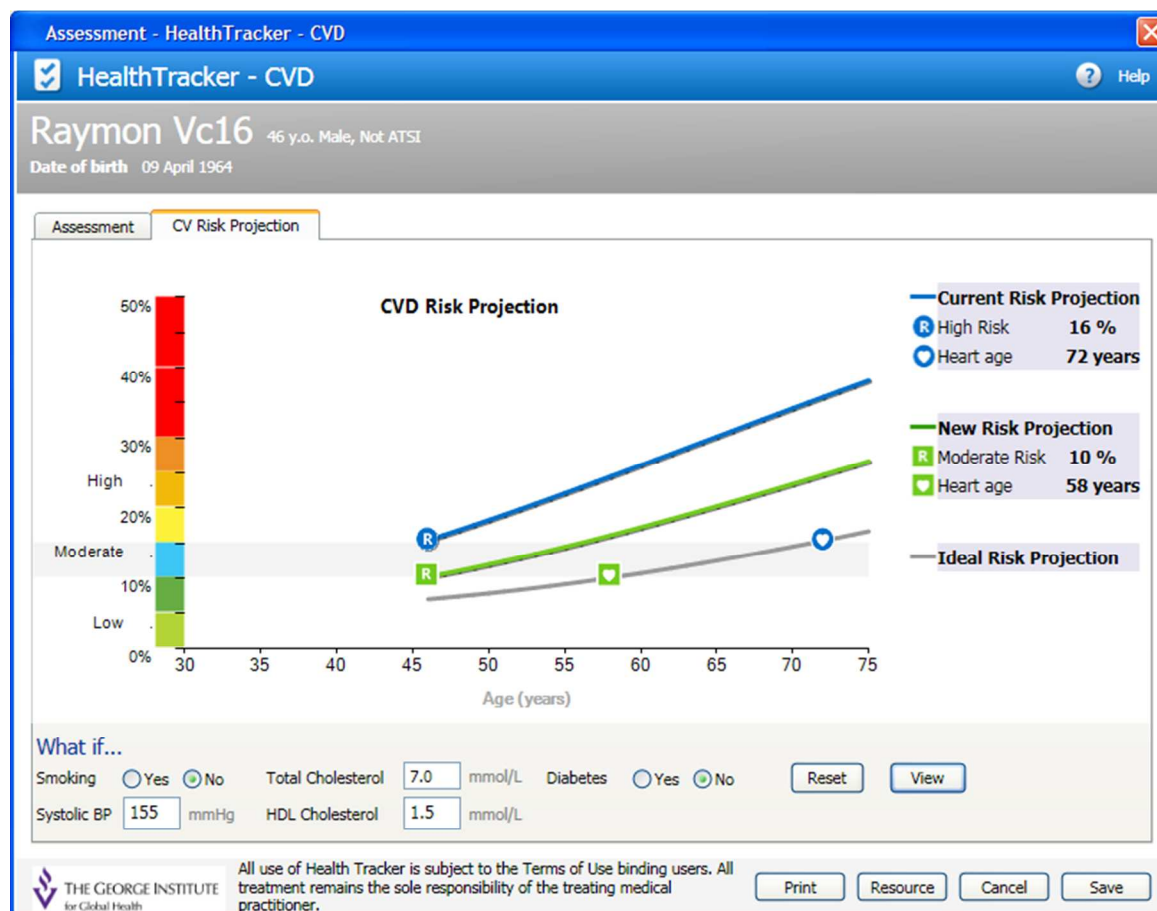 Assessment - HealthTracker - CVD
HealthTracker - CVD
? Help
Raymon Vc16 46 y.o. Male, Not ATSI
Date of birth 09 April 1964
Assessment CV Risk Projection
CVD Risk Projection
50%
40%
30%
High
20%
Moderate
10%
Low
0%
30 35 40 45 50 55 60 65 70 75
Age (years)
R
R
Current Risk Projection
R High Risk 16 %
Heart age 72 years
New Risk Projection
R Moderate Risk 10 %
Heart age 58 years
Ideal Risk Projection
What if...
Smoking Yes No Total Cholesterol 7.0 mmol/L Diabetes Yes No Reset View
Systolic BP 155 mmHg HDL Cholesterol 1.5 mmol/L
THE GEORGE INSTITUTE
for Global Health
All use of Health Tracker is subject to the Terms of Use binding users. All
treatment remains the sole responsibility of the treating medical
practitioner.
Print Resource Cancel Save